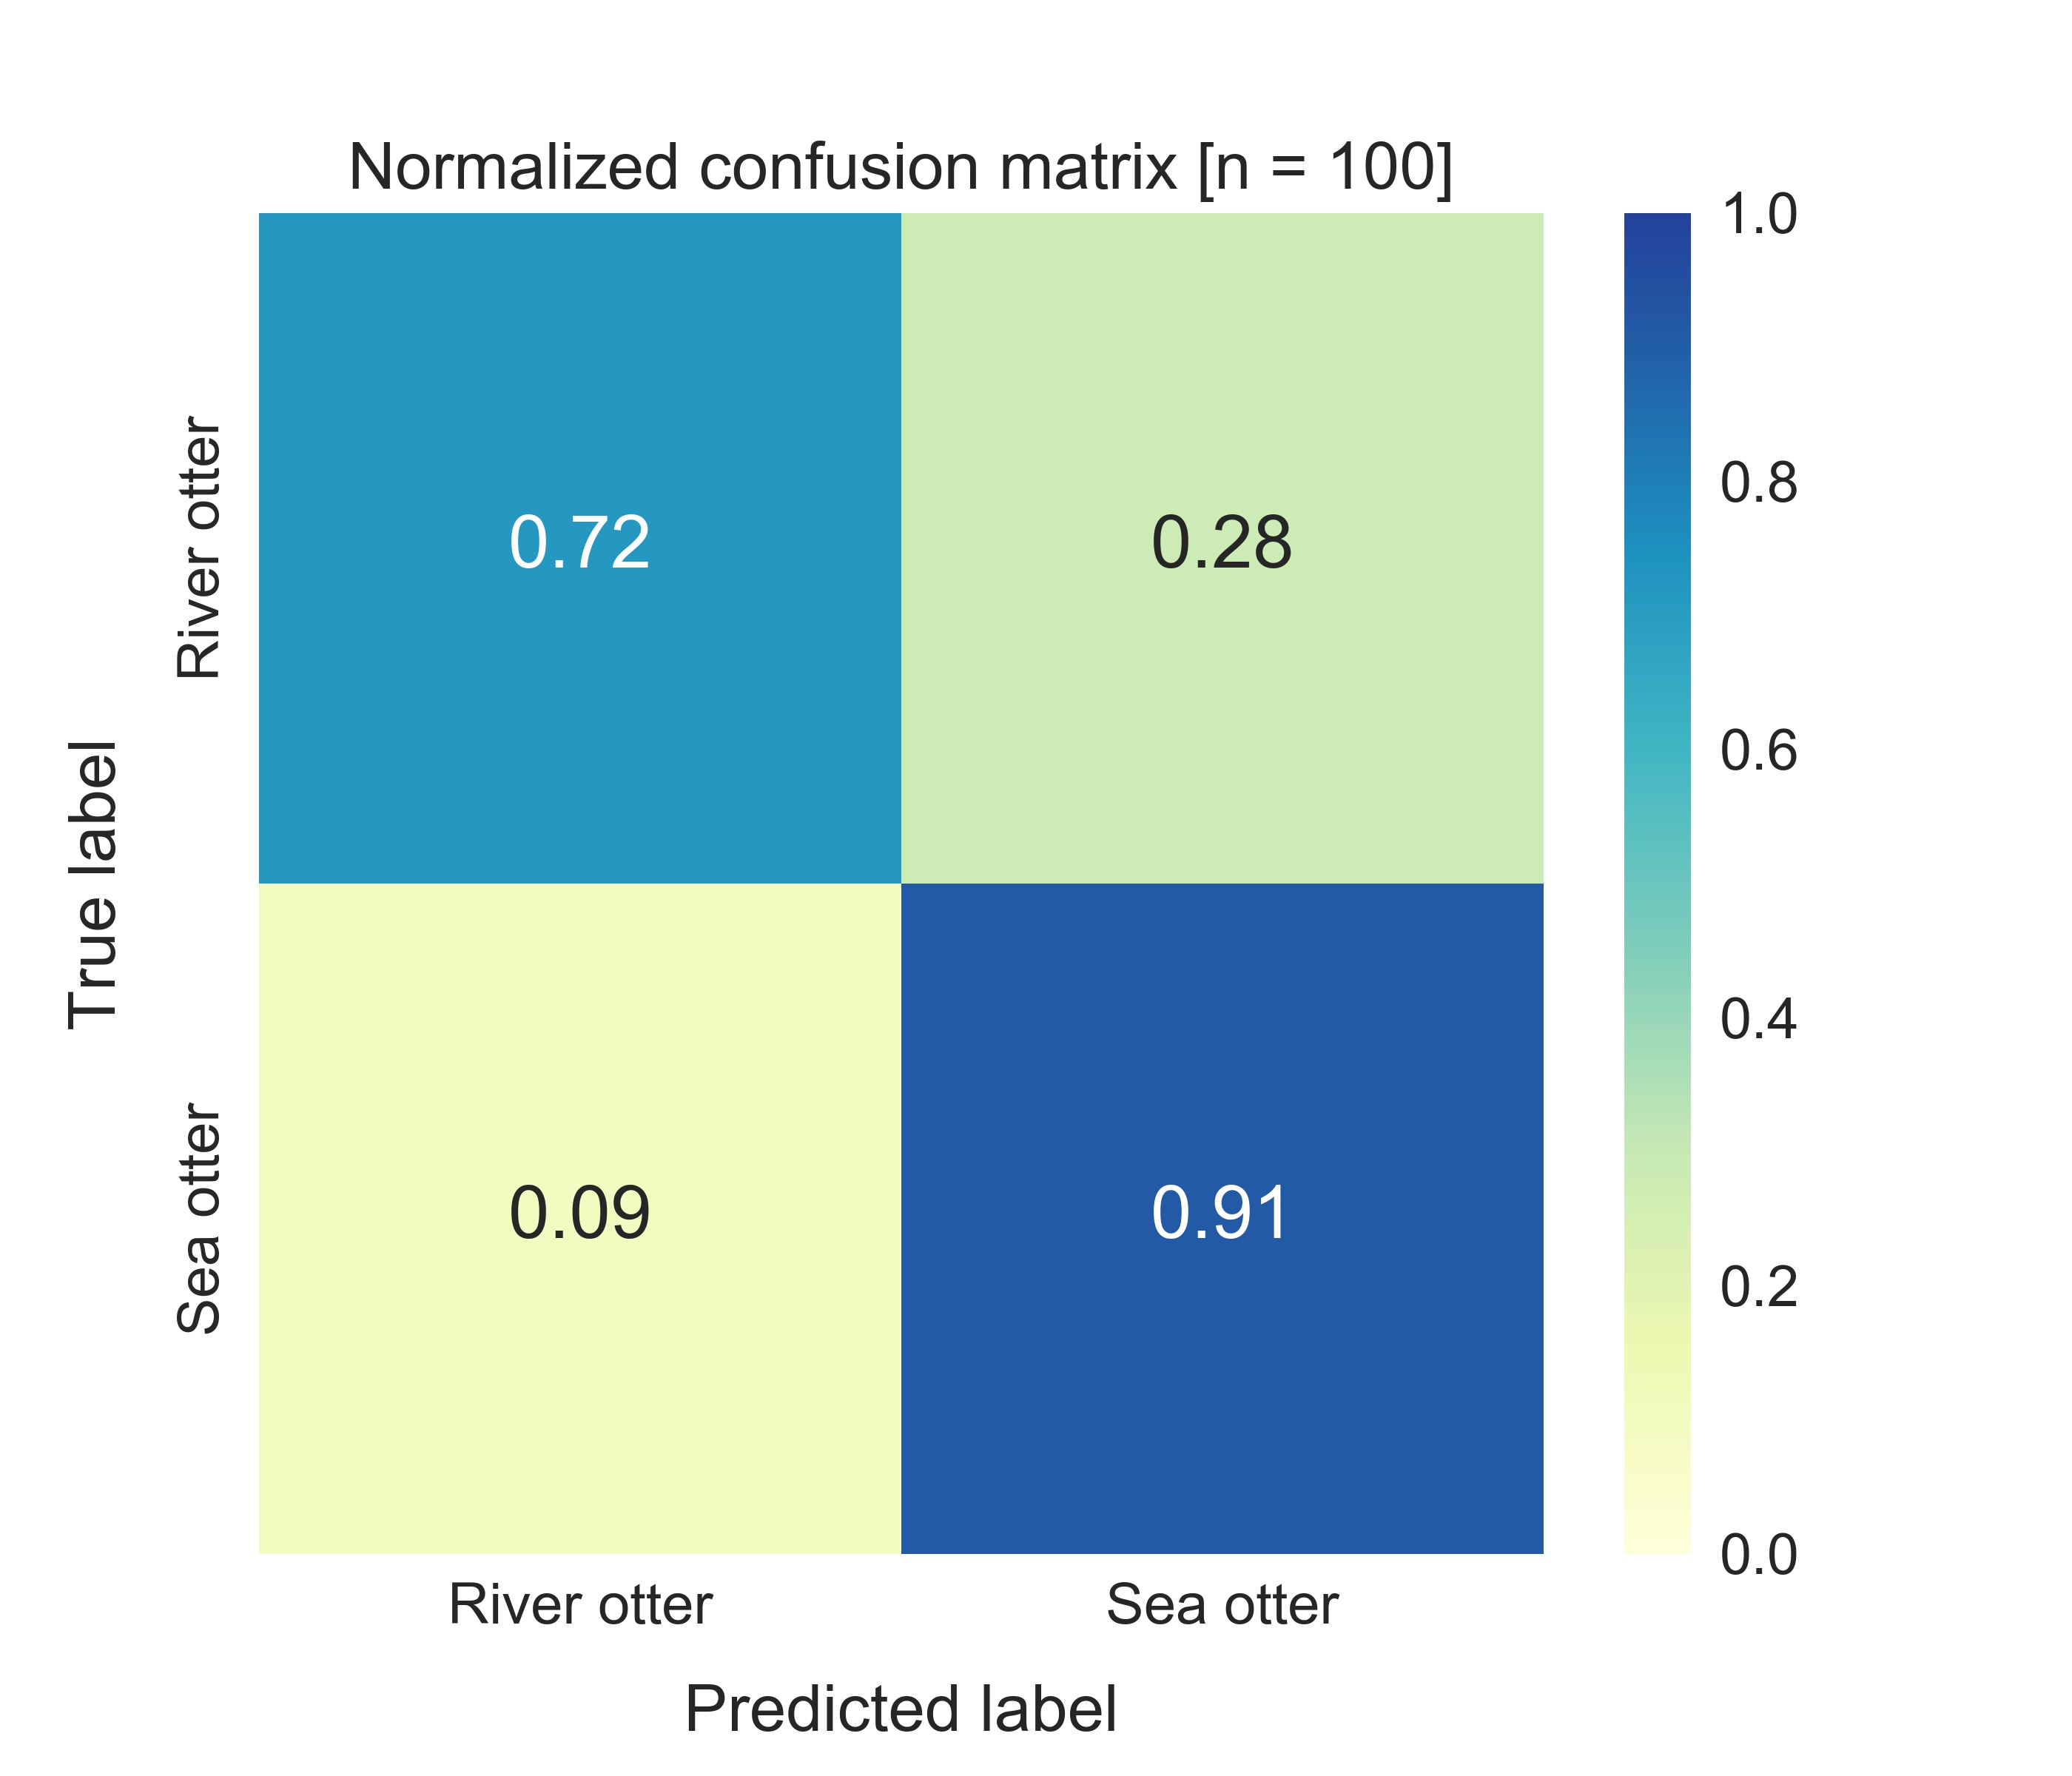 Normalized confusion matrix [n = 100]
True label
River otter
Sea otter
0.72
0.28
0.09
0.91
River otter
Sea otter
Predicted label
1.0
0.8
0.6
0.4
0.2
0.0